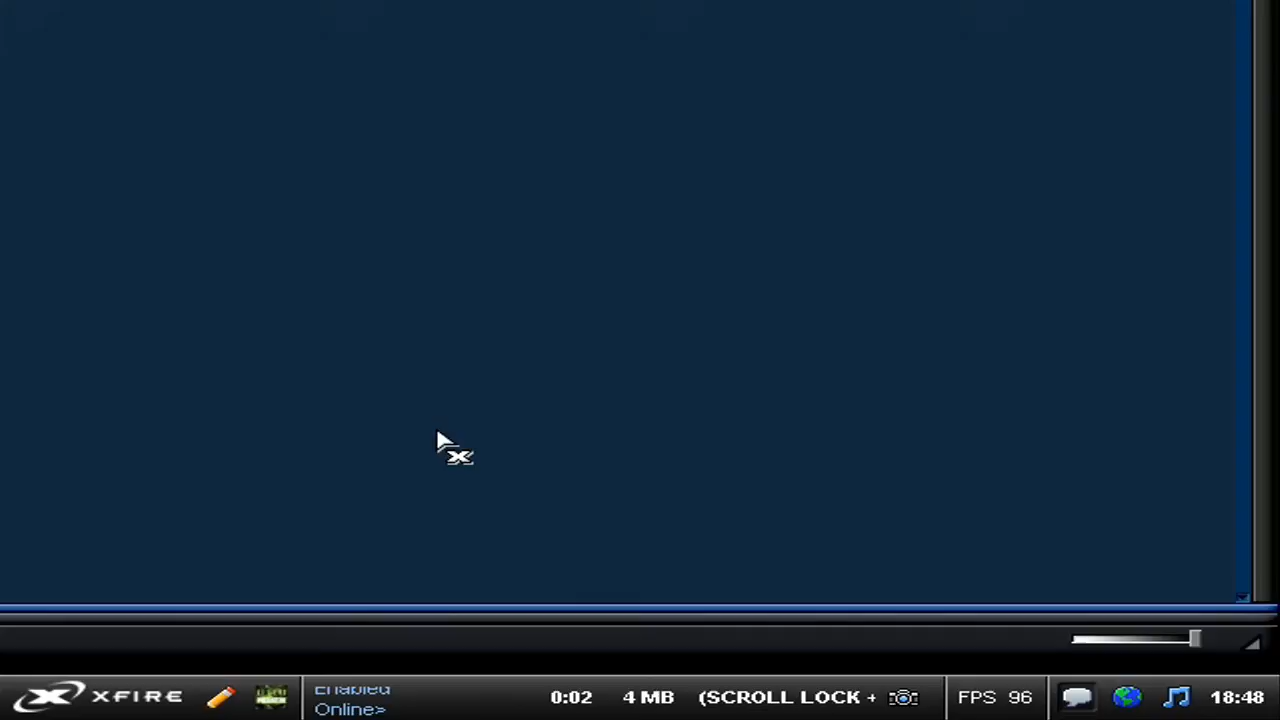 XFIRE
Enabled
Online>
0:02
4 MB
(SCROLL LOCK +
FPS 96
18:48